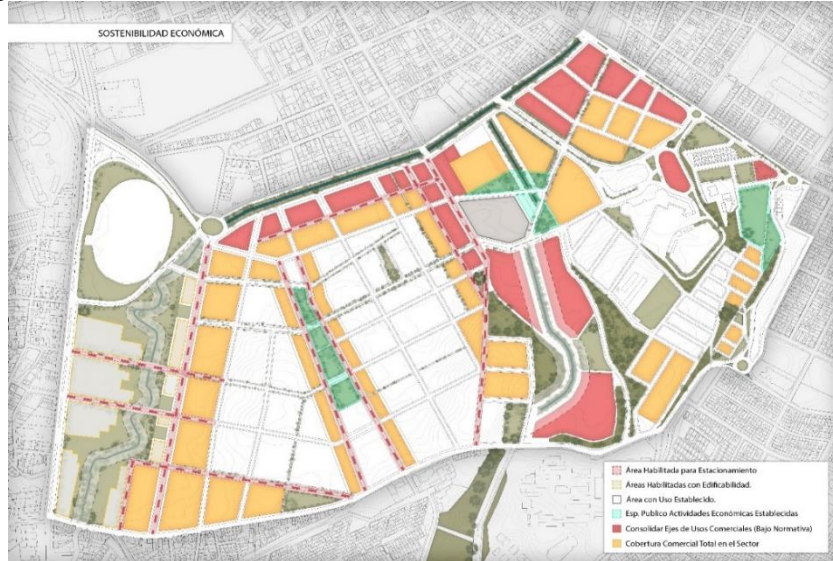 SOSTENIBILIDAD ECONÓMICA
Área Habilitada para Estacionamiento
Áreas Habilitadas con Edificabilidad.
Área con Uso Establecido.
Esp. Publico Actividades Económicas Establecidas
Consolidar Ejes de Usos Comerciales (Bajo Normativa)
Cobertura Comercial Total en el Sector